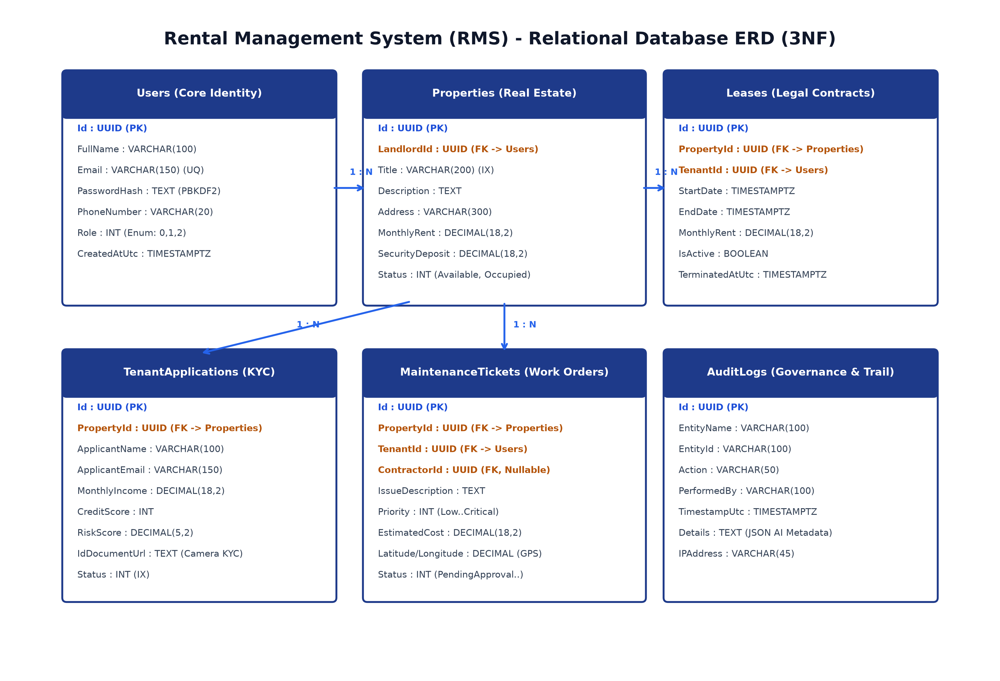 Rental Management System (RMS) - Relational Database ERD (3NF)
Users (Core Identity)
Id : UUID (PK)
FullName : VARCHAR(100)
Email : VARCHAR(150) (UQ)
PasswordHash : TEXT (PBKDF2)
PhoneNumber : VARCHAR(20)
Role : INT (Enum: 0,1,2)
CreatedAtUtc : TIMESTAMPTZ
1 : N
Properties (Real Estate)
Id : UUID (PK)
LandlordId : UUID (FK -> Users)
Title : VARCHAR(200) (IX)
Description : TEXT
Address : VARCHAR(300)
MonthlyRent : DECIMAL(18,2)
SecurityDeposit : DECIMAL(18,2)
Status : INT (Available, Occupied)
1 : N
Leases (Legal Contracts)
Id : UUID (PK)
PropertyId : UUID (FK -> Properties)
TenantId : UUID (FK -> Users)
StartDate : TIMESTAMPTZ
EndDate : TIMESTAMPTZ
MonthlyRent : DECIMAL(18,2)
IsActive : BOOLEAN
TerminatedAtUtc : TIMESTAMPTZ
1 : N
1 : N
TenantApplications (KYC)
Id : UUID (PK)
PropertyId : UUID (FK -> Properties)
ApplicantName : VARCHAR(100)
ApplicantEmail : VARCHAR(150)
MonthlyIncome : DECIMAL(18,2)
CreditScore : INT
RiskScore : DECIMAL(5,2)
IdDocumentUrl : TEXT (Camera KYC)
Status : INT (IX)
MaintenanceTickets (Work Orders)
Id : UUID (PK)
PropertyId : UUID (FK -> Properties)
TenantId : UUID (FK -> Users)
ContractorId : UUID (FK, Nullable)
IssueDescription : TEXT
Priority : INT (Low..Critical)
EstimatedCost : DECIMAL(18,2)
Latitude/Longitude : DECIMAL (GPS)
Status : INT (PendingApproval..)
AuditLogs (Governance & Trail)
Id : UUID (PK)
EntityName : VARCHAR(100)
EntityId : VARCHAR(100)
Action : VARCHAR(50)
PerformedBy : VARCHAR(100)
TimestampUtc : TIMESTAMPTZ
Details : TEXT (JSON AI Metadata)
IPAddress : VARCHAR(45)